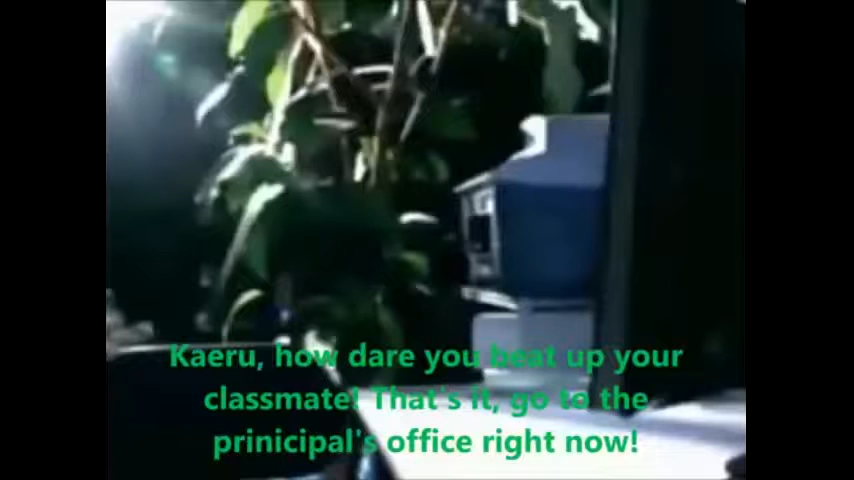 Kaeru, how dare you beat up your
classmate! That's it, go to the
prinicipal's office right now!